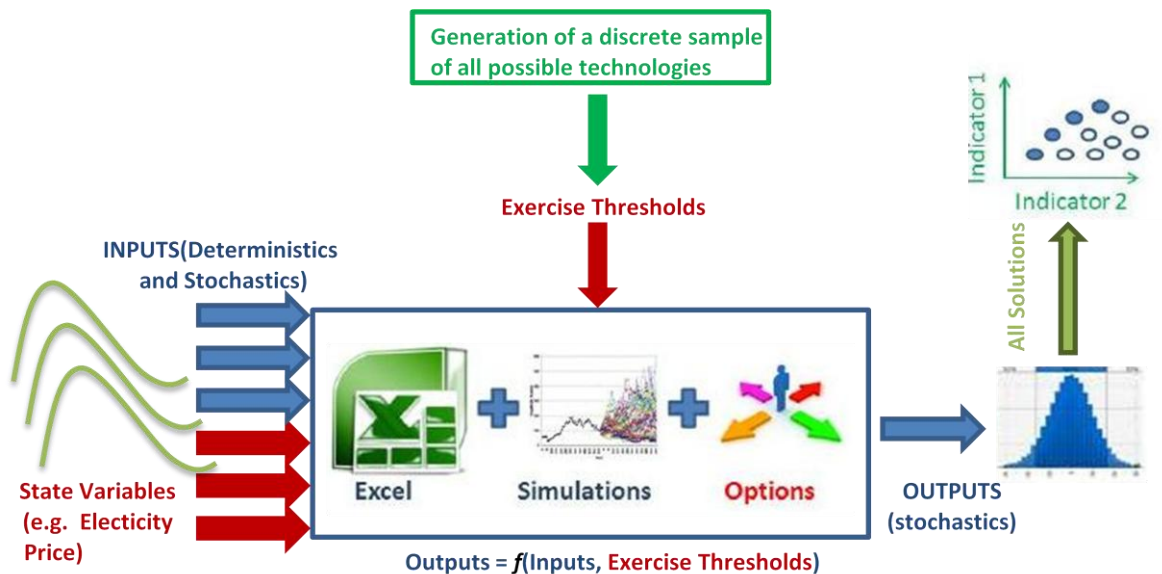 Generation of a discrete sample
of all possible technologies
Exercise Thresholds
INPUTS(Deterministics
and Stochastics)
State Variables
(e.g. Electicity
Price)
Excel
Simulations
Options
Outputs = f(Inputs, Exercise Thresholds)
OUTPUTS
(stochastics)
All Solutions
Indicator 1
Indicator 2